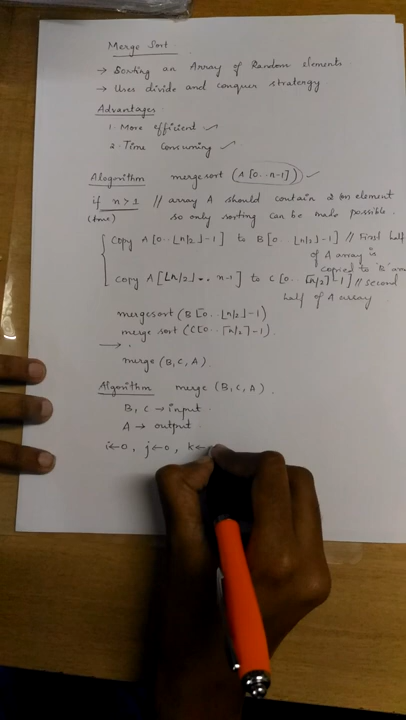 Merge Sort
→ Sorting an Array of Random elements
→ Uses divide and conquer stratergy
Advantages
1. More efficient ✓
2. Time Consuming ✓
Alogorithm mergesort (A[0..n-1]) ✓
if n>1 // array A should contain 2 element
(true) so only sorting can be made possible.
Copy A[0..⌊n/2⌋-1] to B[0..⌊n/2⌋-1] // First half
of A array is
copied to 'B'
Copy A[⌊n/2⌋..n-1] to C[0..⌈n/2⌉-1] // second
half of A array
mergesort (B[0..⌊n/2⌋-1)
merge sort (C[0..⌈n/2⌉-1).
→ .
merge (B, C, A)
Algorithm merge (B, C, A).
B, C → input.
A → output.
i←0, j←0, k←